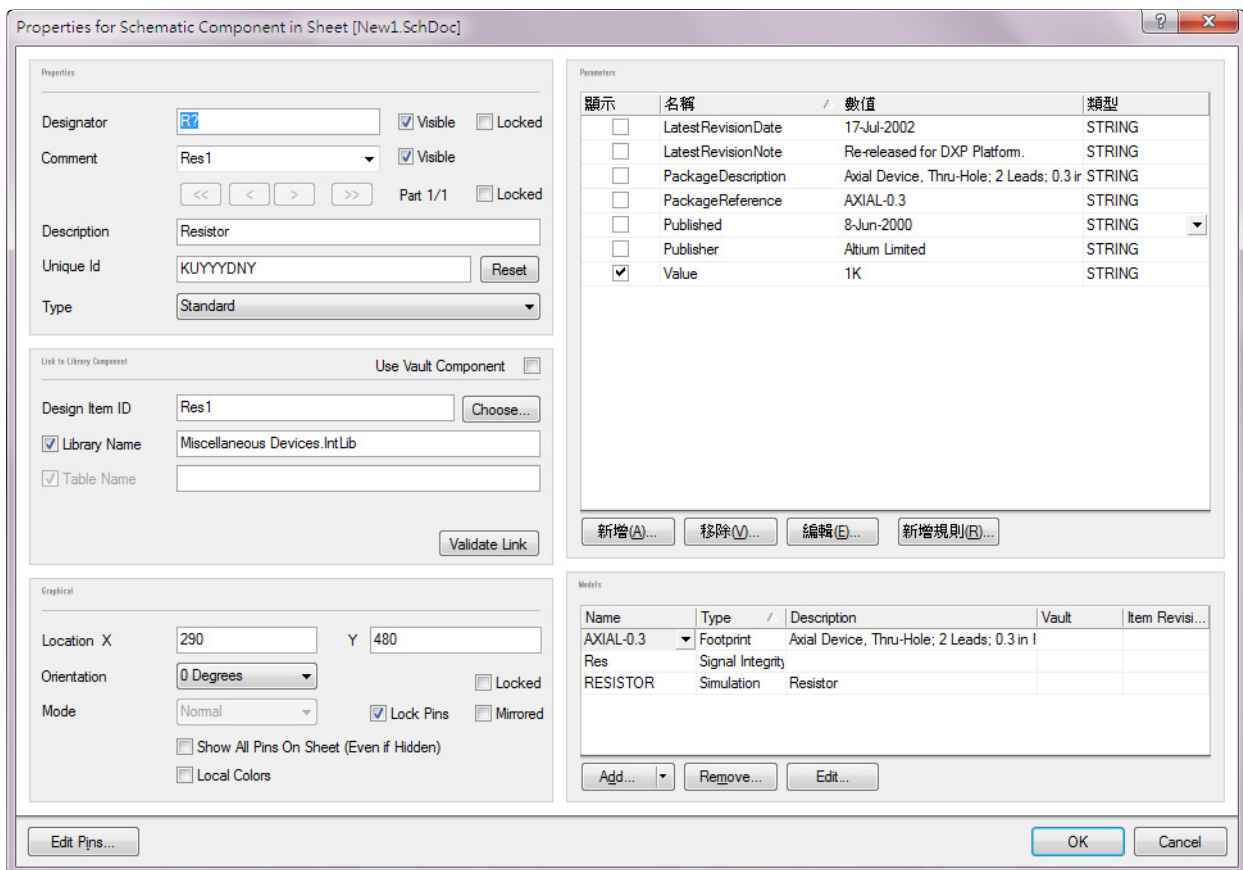 Properties for Schematic Component in Sheet [New1.SchDoc]
Properties
Designator R? Visible Locked
Comment Res1 Visible
<< < > >> Part 1/1 Locked
Description Resistor
Unique Id KUYYYDNY Reset
Type Standard
Link to Library Component
Use Vault Component
Design Item ID Res1 Choose...
Library Name Miscellaneous Devices.IntLib
Table Name
Validate Link
Graphical
Location X 290 Y 480
Orientation 0 Degrees Locked
Mode Normal Lock Pins Mirrored
Show All Pins On Sheet (Even if Hidden)
Local Colors
Parameters
顯示 名稱 數值 類型
LatestRevisionDate 17-Jul-2002 STRING
LatestRevisionNote Re-released for DXP Platform. STRING
PackageDescription Axial Device, Thru-Hole; 2 Leads; 0.3 ir STRING
PackageReference AXIAL-0.3 STRING
Published 8-Jun-2000 STRING
Publisher Altium Limited STRING
Value 1K STRING
新增(A)... 移除(V)... 編輯(E)... 新增規則(R)...
Models
Name Type Description Vault Item Revisi...
AXIAL-0.3 Footprint Axial Device, Thru-Hole; 2 Leads; 0.3 in
Res Signal Integrity
RESISTOR Simulation Resistor
Add... Remove... Edit...
Edit Pins... OK Cancel